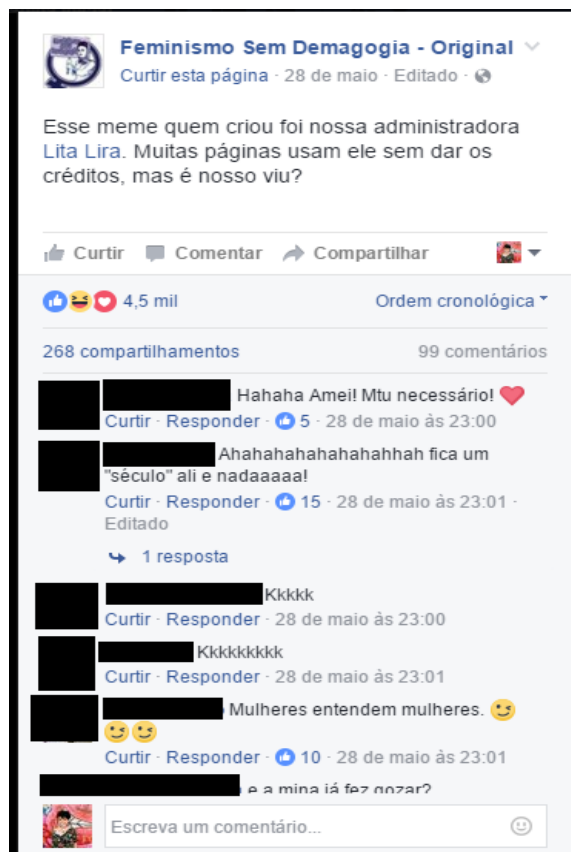 Feminismo Sem Demagogia - Original
Curtir esta página · 28 de maio · Editado ·
Esse meme quem criou foi nossa administradora
Lita Lira. Muitas páginas usam ele sem dar os
créditos, mas é nosso viu?
Curtir Comentar Compartilhar
4,5 mil Ordem cronológica
268 compartilhamentos 99 comentários
Hahaha Amei! Mtu necessário!
Curtir · Responder · 5 · 28 de maio às 23:00
Ahahahahahahahahhah fica um
"século" ali e nadaaaaa!
Curtir · Responder · 15 · 28 de maio às 23:01 ·
Editado
1 resposta
Kkkkk
Curtir · Responder · 28 de maio às 23:00
Kkkkkkkkk
Curtir · Responder · 28 de maio às 23:01
Mulheres entendem mulheres.
Curtir · Responder · 10 · 28 de maio às 23:01
e a mina já fez gozar?
Escreva um comentário...